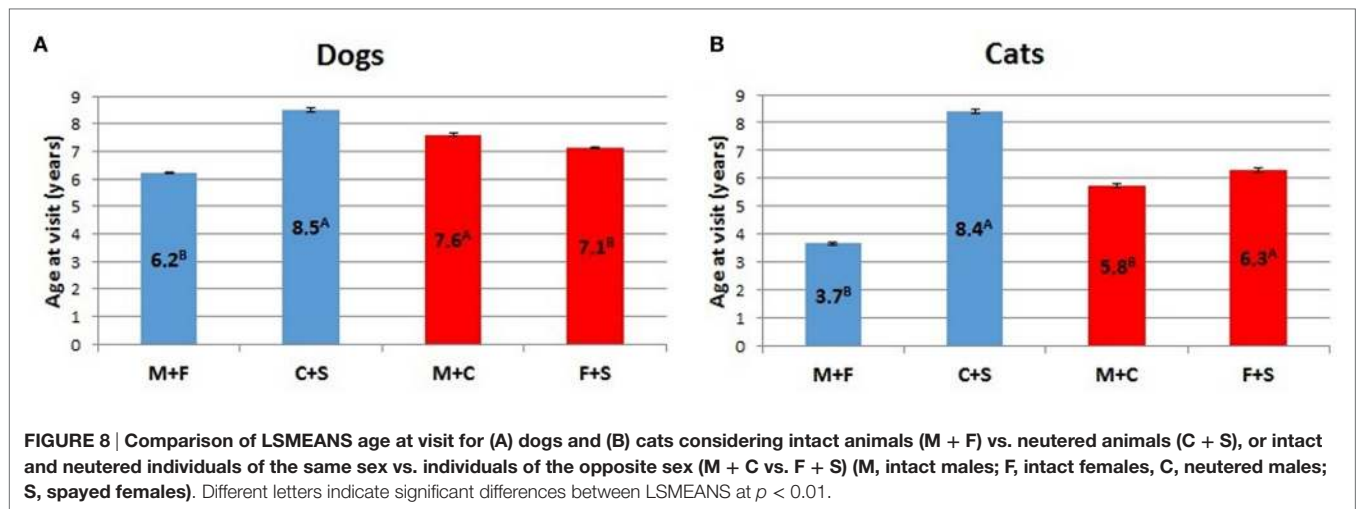 A
Dogs
Age at visit (years)
9
8
7
6
5
4
3
2
1
0
6.2ᴮ
8.5ᴬ
7.6ᴬ
7.1ᴮ
M+F
C+S
M+C
F+S
B
Cats
Age at visit (years)
9
8
7
6
5
4
3
2
1
0
3.7ᴮ
8.4ᴬ
5.8ᴮ
6.3ᴬ
M+F
C+S
M+C
F+S
FIGURE 8 | Comparison of LSMEANS age at visit for (A) dogs and (B) cats considering intact animals (M + F) vs. neutered animals (C + S), or intact
and neutered individuals of the same sex vs. individuals of the opposite sex (M + C vs. F + S) (M, intact males; F, intact females, C, neutered males;
S, spayed females). Different letters indicate significant differences between LSMEANS at p < 0.01.